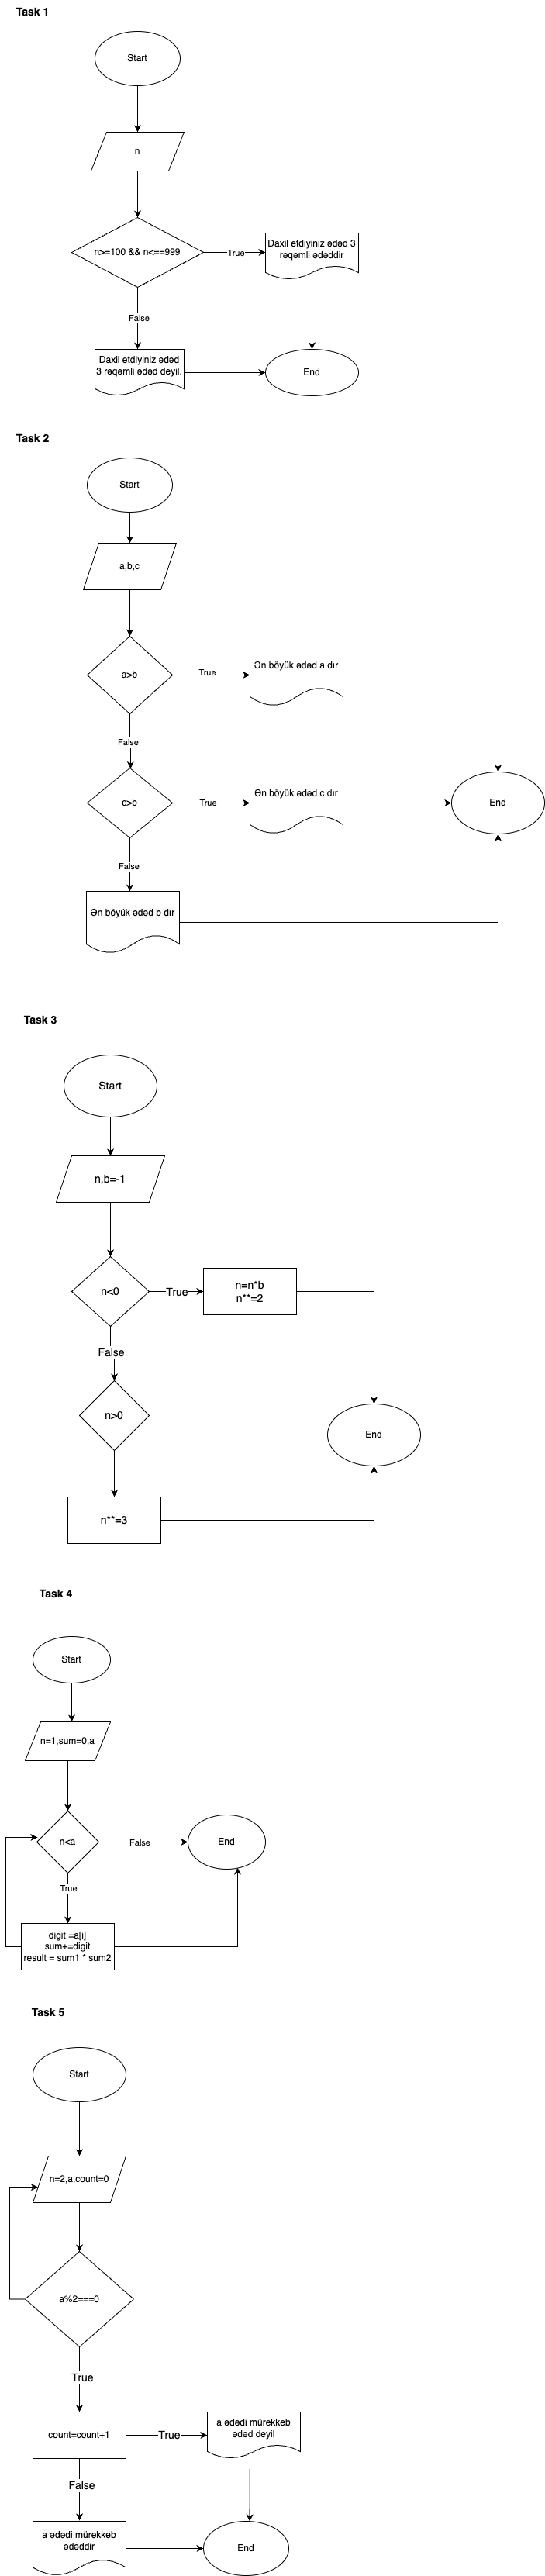 Task 1
Start
n
n>=100 && n<==999
True
Daxil etdiyiniz ədəd 3
rəqəmli ədəddir
False
Daxil etdiyiniz ədəd
3 rəqəmli ədəd deyil.
End
Task 2
Start
a,b,c
a>b
True
Ən böyük ədəd a dır
False
c>b
True
Ən böyük ədəd c dır
End
False
Ən böyük ədəd b dır
Task 3
Start
n,b=-1
n<0
True
n=n*b
n**=2
False
n>0
End
n**=3
Task 4
Start
n=1,sum=0,a
n<a
False
End
True
digit =a[i]
sum+=digit
result = sum1 * sum2
Task 5
Start
n=2,a,count=0
a%2===0
True
count=count+1
True
a ədədi mürekkeb
ədəd deyil
False
a ədədi mürekkeb
ədəddir
End